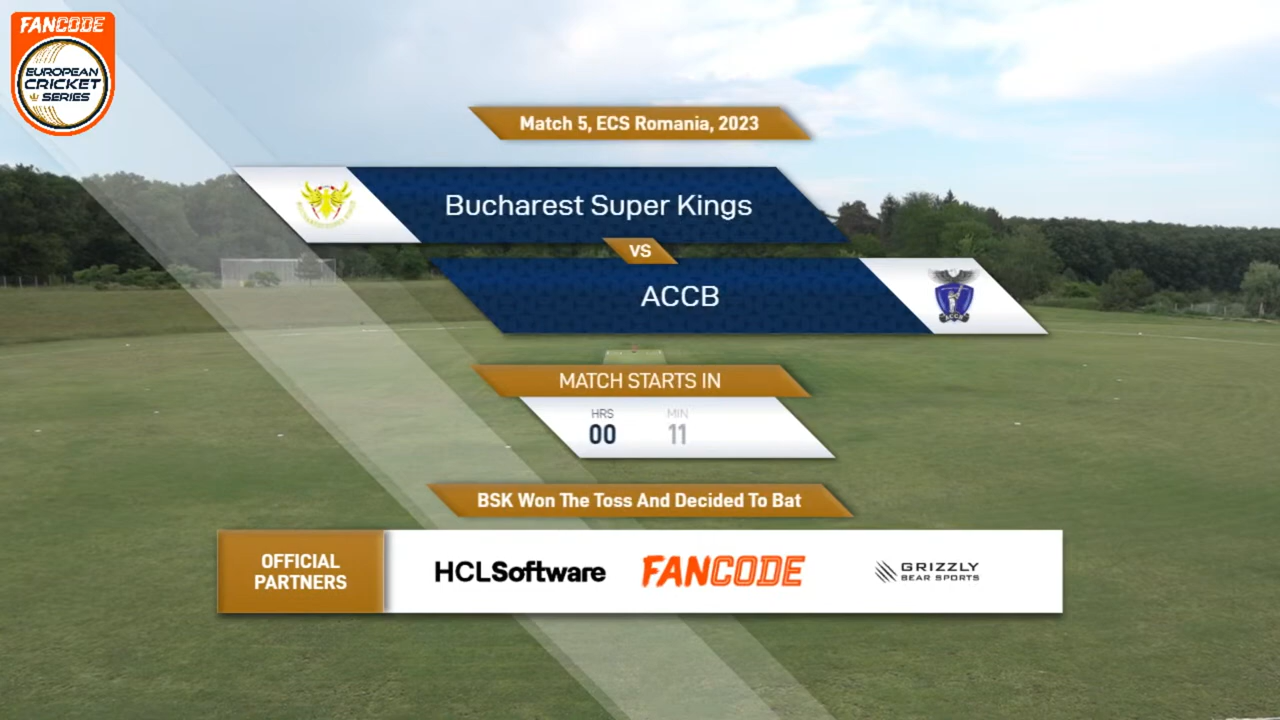 FANCODE
EUROPEAN
CRICKET
SERIES
Match 5, ECS Romania, 2023
Bucharest Super Kings
VS
ACCB
ACCB
MATCH STARTS IN
HRS MIN
00 11
BSK Won The Toss And Decided To Bat
OFFICIAL
PARTNERS
HCLSoftware
FANCODE
GRIZZLY
BEAR SPORTS